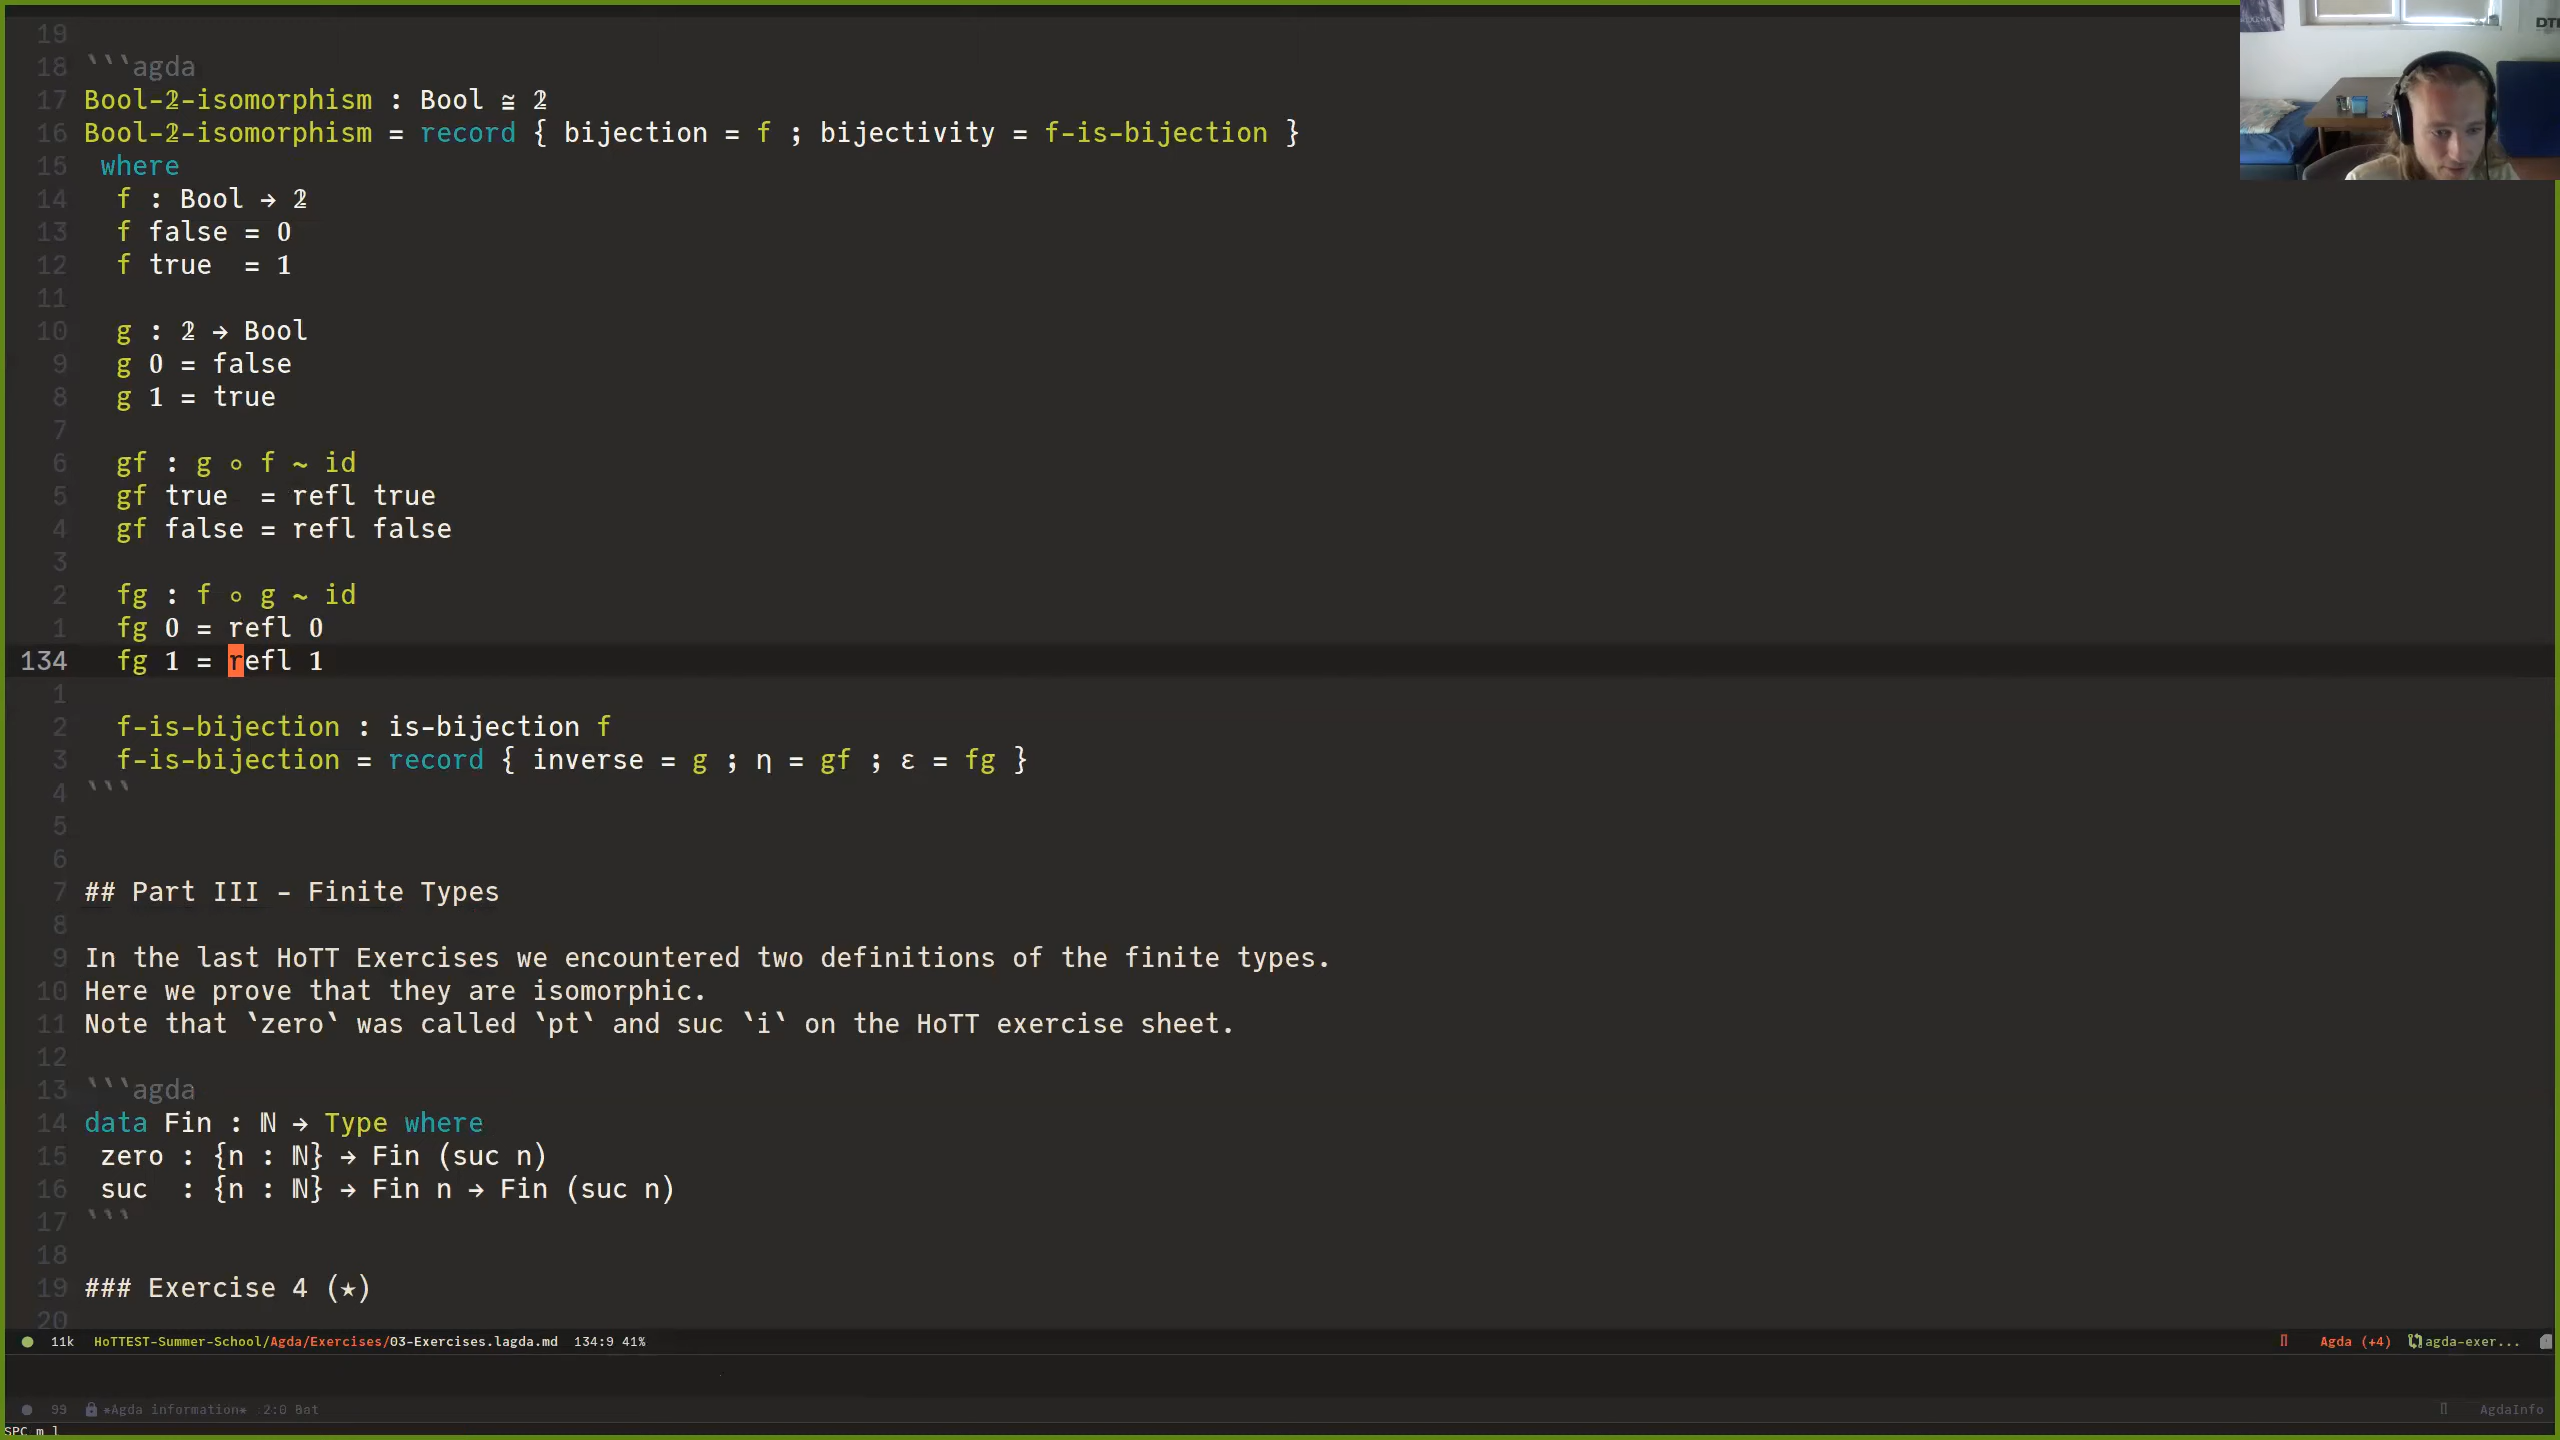 19
18 ```agda
17 Bool-𝟚-isomorphism : Bool ≅ 𝟚
16 Bool-𝟚-isomorphism = record { bijection = f ; bijectivity = f-is-bijection }
15  where
14   f : Bool → 𝟚
13   f false = 𝟎
12   f true  = 𝟏
11
10   g : 𝟚 → Bool
9   g 𝟎 = false
8   g 𝟏 = true
7
6   gf : g ∘ f ∼ id
5   gf true  = refl true
4   gf false = refl false
3
2   fg : f ∘ g ∼ id
1   fg 𝟎 = refl 𝟎
134   fg 𝟏 = refl 𝟏
1
2   f-is-bijection : is-bijection f
3   f-is-bijection = record { inverse = g ; η = gf ; ε = fg }
4 ```
5
6
7 ## Part III - Finite Types
8
9 In the last HoTT Exercises we encountered two definitions of the finite types.
10 Here we prove that they are isomorphic.
11 Note that `zero` was called `pt` and suc `i` on the HoTT exercise sheet.
12
13 ```agda
14 data Fin : ℕ → Type where
15  zero : {n : ℕ} → Fin (suc n)
16  suc  : {n : ℕ} → Fin n → Fin (suc n)
17 ```
18
19 ### Exercise 4 (★)
20
11k HoTTEST-Summer-School/Agda/Exercises/03-Exercises.lagda.md 134:9 41% Agda (+4) agda-exer...
99 *Agda information* 2:0 Bot AgdaInfo
SPC m l